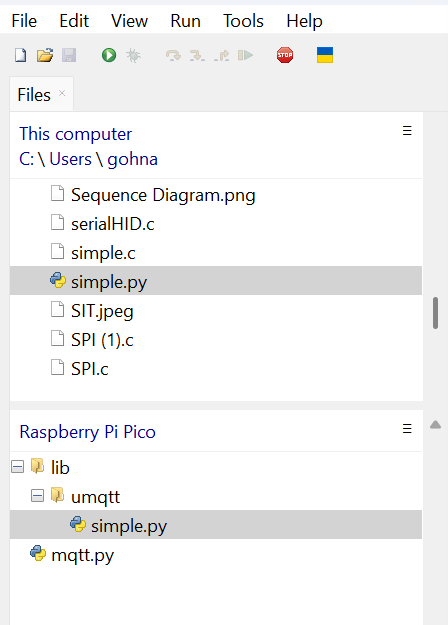 File Edit View Run Tools Help
STOP
Files ×
This computer
C: \ Users \ gohna
Sequence Diagram.png
serialHID.c
simple.c
simple.py
SIT.jpeg
SPI (1).c
SPI.c
Raspberry Pi Pico
lib
umqtt
simple.py
mqtt.py